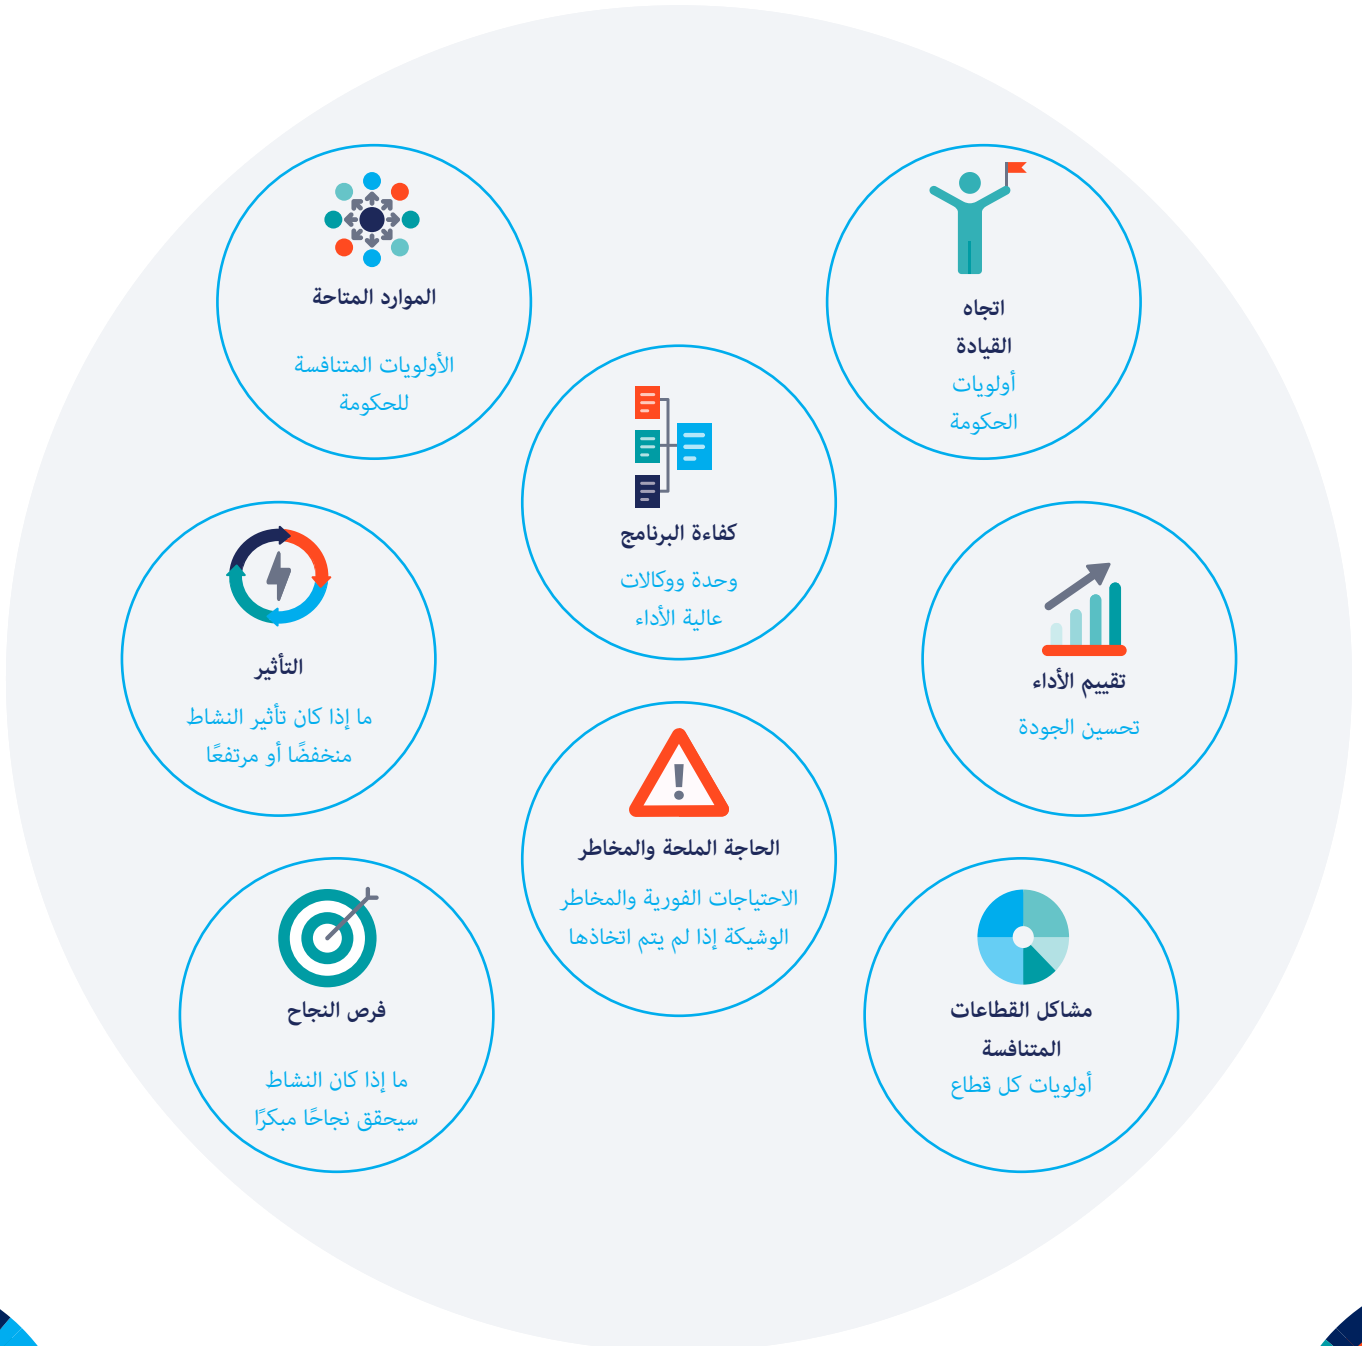 اتجاه
القيادة
أولويات
الحكومة
الموارد المتاحة
الأولويات المتنافسة
للحكومة
كفاءة البرنامج
وحدة ووكالات
عالية الأداء
تقييم الأداء
تحسين الجودة
التأثير
ما إذا كان تأثير النشاط
منخفضًا أو مرتفعًا
الحاجة الملحة والمخاطر
الاحتياجات الفورية والمخاطر
الوشيكة إذا لم يتم اتخاذها
مشاكل القطاعات
المتنافسة
أولويات كل قطاع
فرص النجاح
ما إذا كان النشاط
سيحقق نجاحًا مبكرًا